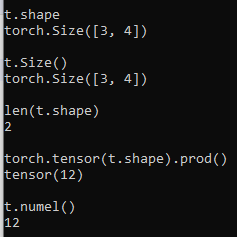 t.shape
torch.Size([3, 4])
t.Size()
torch.Size([3, 4])
len(t.shape)
2
torch.tensor(t.shape).prod()
tensor(12)
t.numel()
12